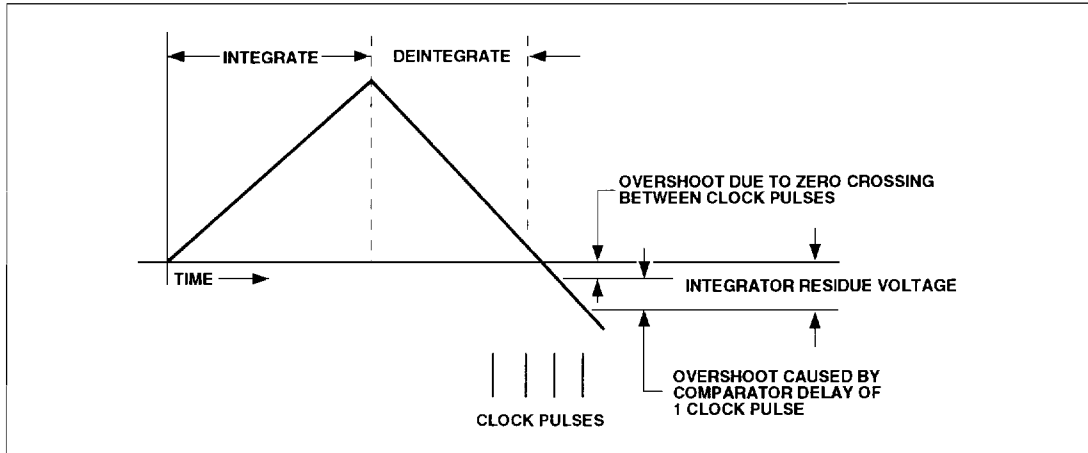 INTEGRATE
DEINTEGRATE
OVERSHOOT DUE TO ZERO CROSSING
BETWEEN CLOCK PULSES
TIME
INTEGRATOR RESIDUE VOLTAGE
OVERSHOOT CAUSED BY
COMPARATOR DELAY OF
1 CLOCK PULSE
CLOCK PULSES